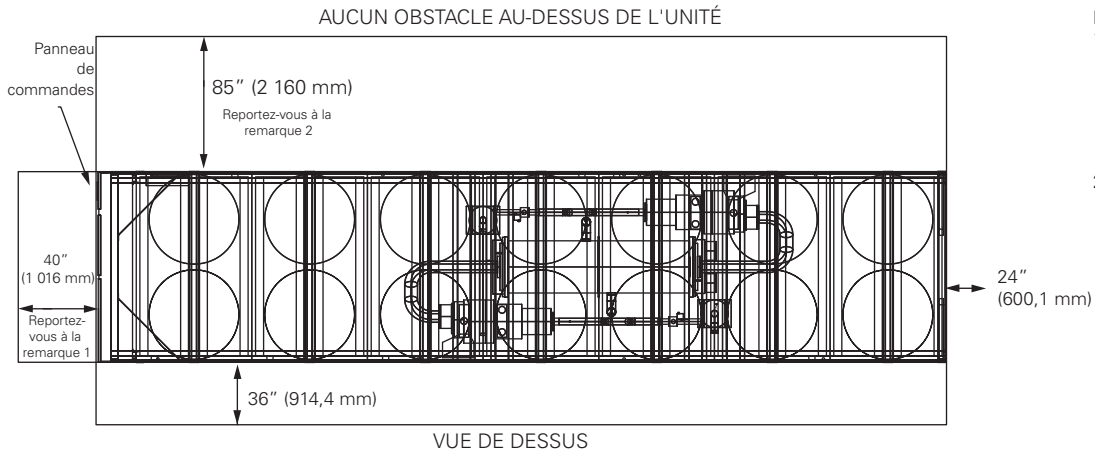 AUCUN OBSTACLE AU-DESSUS DE L'UNITÉ
Panneau
de
commandes
85” (2 160 mm)
Reportez-vous à la
remarque 2
40”
(1 016 mm)
Reportez-
vous à la
remarque 1
24”
(600,1 mm)
36” (914,4 mm)
VUE DE DESSUS